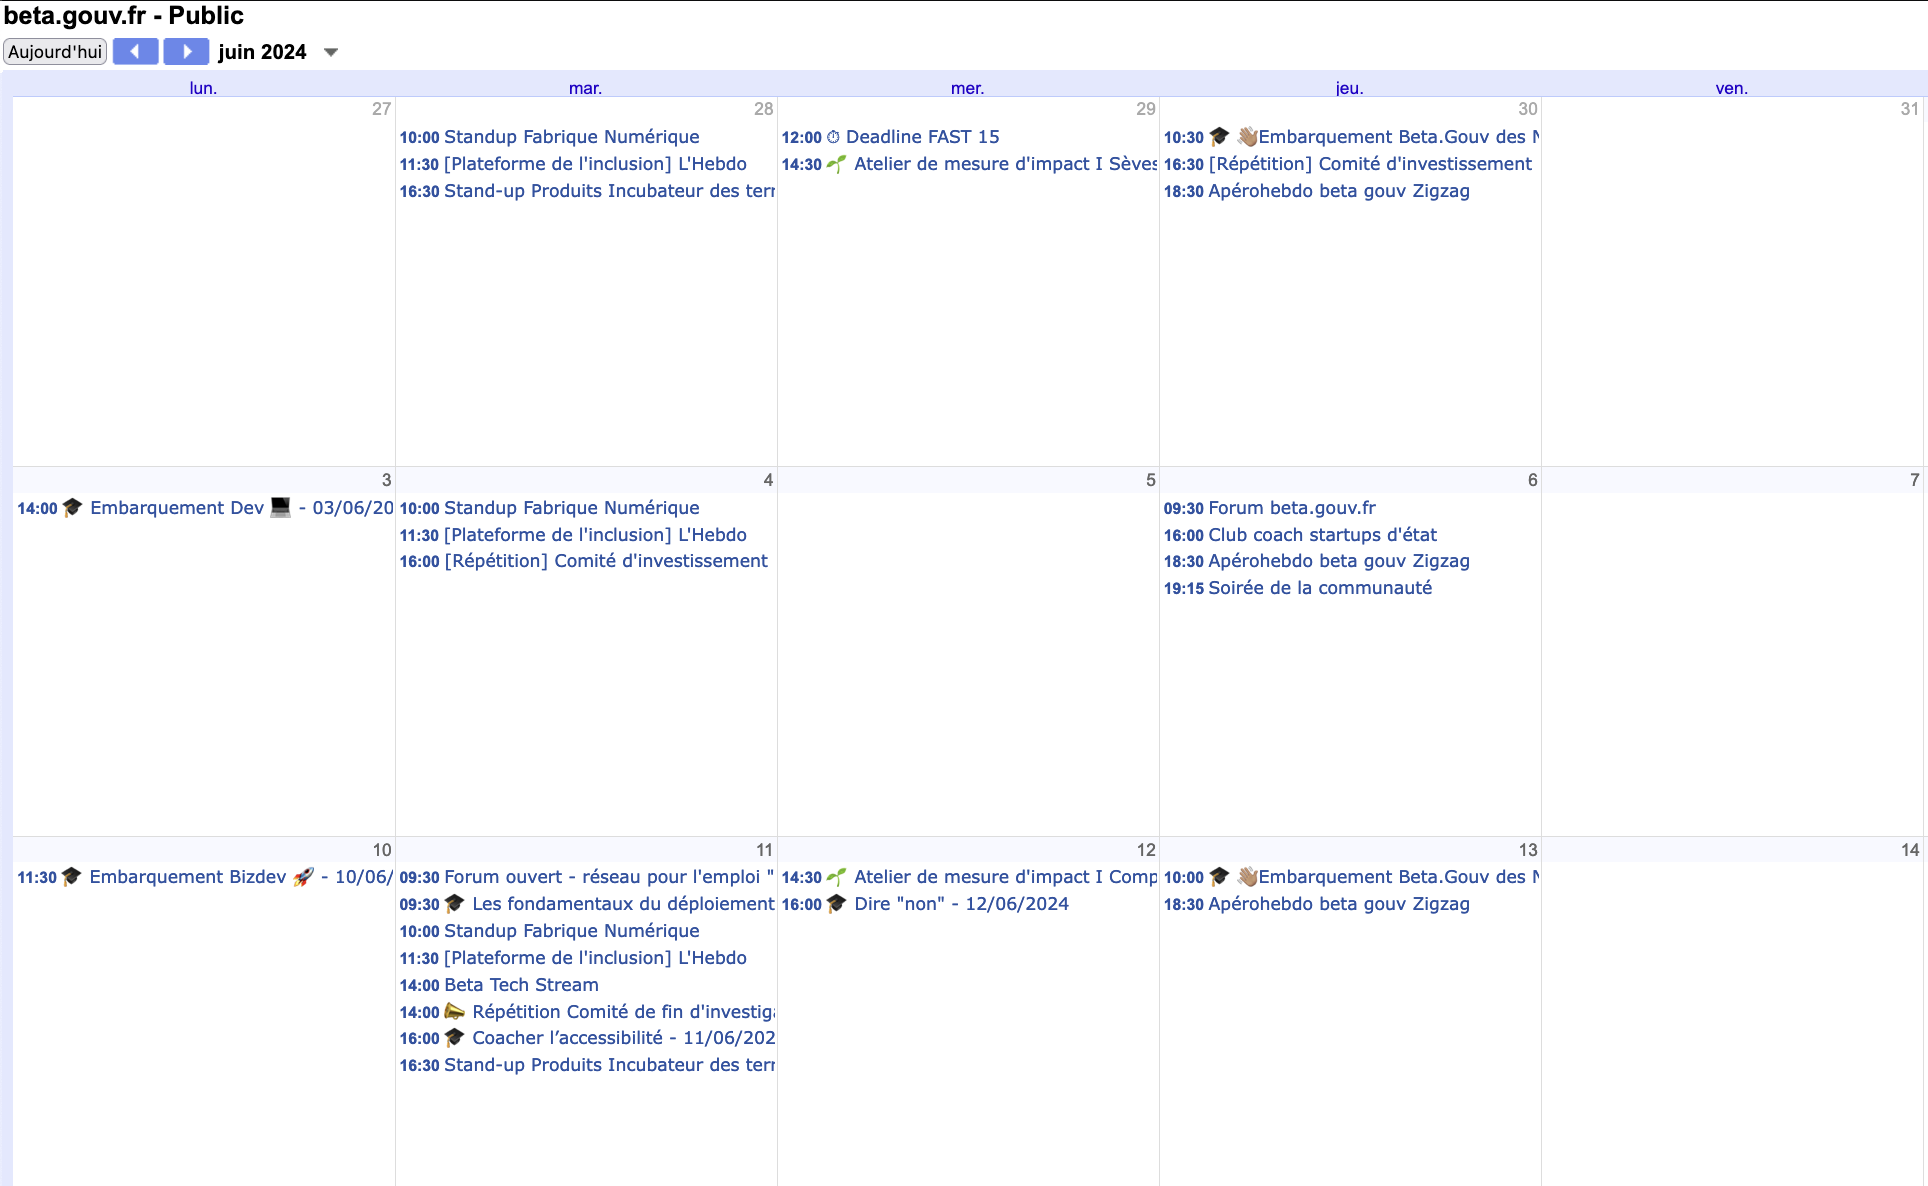 beta.gouv.fr - Public
Aujourd'hui juin 2024
lun. mar. mer. jeu. ven.
27
28
10:00 Standup Fabrique Numérique
11:30 [Plateforme de l'inclusion] L'Hebdo
16:30 Stand-up Produits Incubateur des terr
29
12:00 ⏱ Deadline FAST 15
14:30 🌱 Atelier de mesure d'impact I Sèves
30
10:30 🎓 👋🏽Embarquement Beta.Gouv des N
16:30 [Répétition] Comité d'investissement
18:30 Apérohebdo beta gouv Zigzag
31
3
14:00 🎓 Embarquement Dev 💻 - 03/06/20
4
10:00 Standup Fabrique Numérique
11:30 [Plateforme de l'inclusion] L'Hebdo
16:00 [Répétition] Comité d'investissement
5
6
09:30 Forum beta.gouv.fr
16:00 Club coach startups d'état
18:30 Apérohebdo beta gouv Zigzag
19:15 Soirée de la communauté
7
10
11:30 🎓 Embarquement Bizdev 🚀 - 10/06/
11
09:30 Forum ouvert - réseau pour l'emploi "
09:30 🎓 Les fondamentaux du déploiement
10:00 Standup Fabrique Numérique
11:30 [Plateforme de l'inclusion] L'Hebdo
14:00 Beta Tech Stream
14:00 📣 Répétition Comité de fin d'investiga
16:00 🎓 Coacher l’accessibilité - 11/06/202
16:30 Stand-up Produits Incubateur des terr
12
14:30 🌱 Atelier de mesure d'impact I Comp
16:00 🎓 Dire "non" - 12/06/2024
13
10:00 🎓 👋🏽Embarquement Beta.Gouv des N
18:30 Apérohebdo beta gouv Zigzag
14